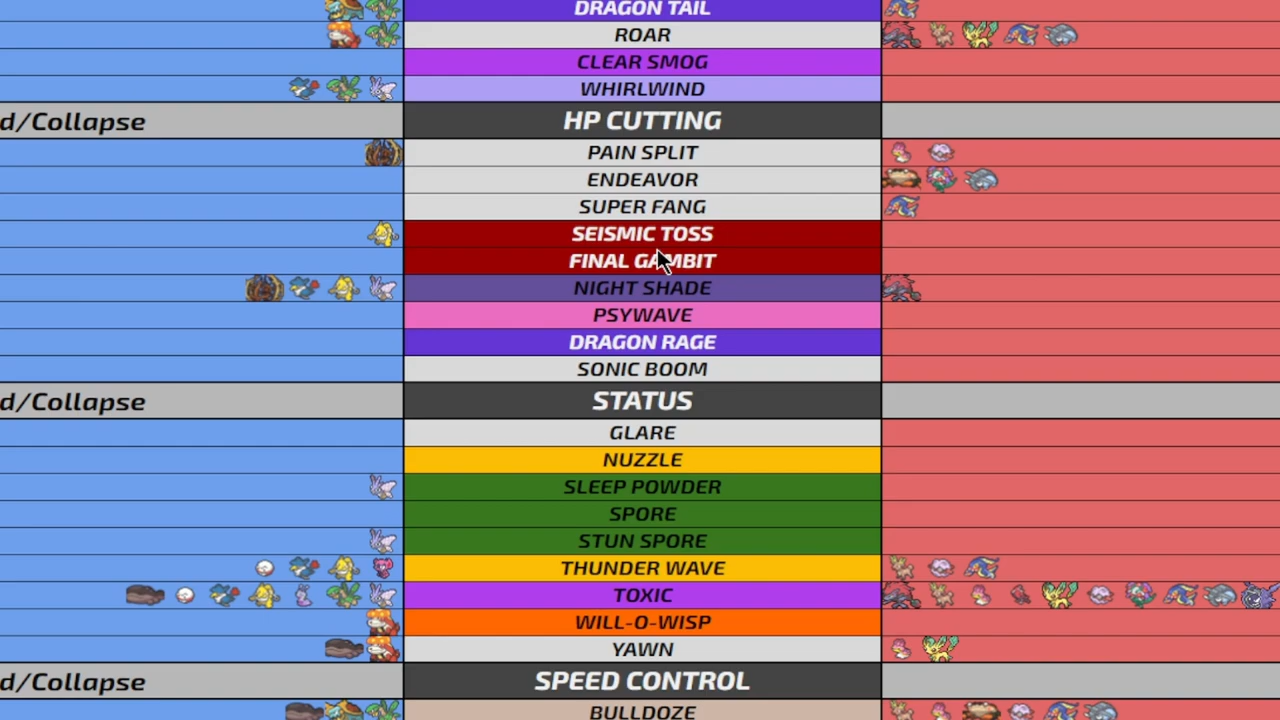 DRAGON TAIL
ROAR
CLEAR SMOG
WHIRLWIND
d/Collapse HP CUTTING
PAIN SPLIT
ENDEAVOR
SUPER FANG
SEISMIC TOSS
FINAL GAMBIT
NIGHT SHADE
PSYWAVE
DRAGON RAGE
SONIC BOOM
d/Collapse STATUS
GLARE
NUZZLE
SLEEP POWDER
SPORE
STUN SPORE
THUNDER WAVE
TOXIC
WILL-O-WISP
YAWN
d/Collapse SPEED CONTROL
BULLDOZE